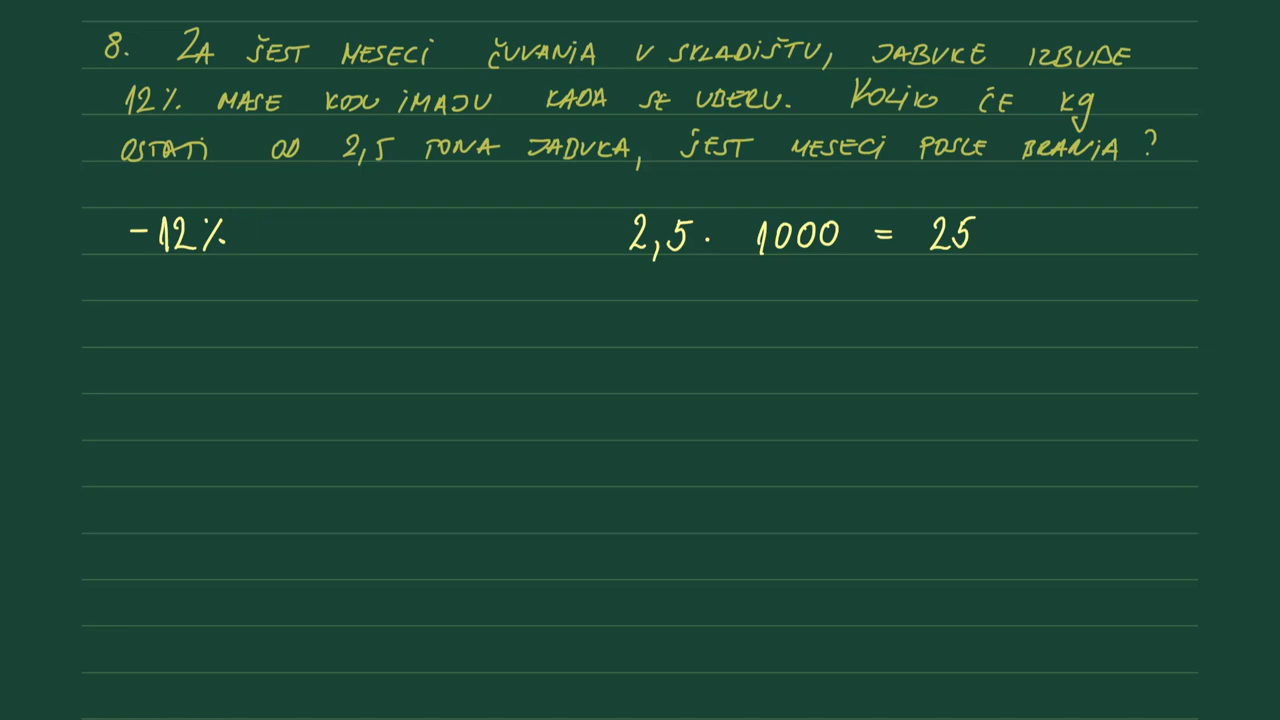 8. ZA ŠEST MESECI ČUVANJA U SKLADIŠTU, JABUKE IZGUBE
12% MASE KOJU IMAJU KADA SE UBERU. KOLIKO ĆE kg
OSTATI OD 2,5 TONA JABUKA, ŠEST MESECI POSLE BRANJA?
-12% 2,5 · 1000 = 25